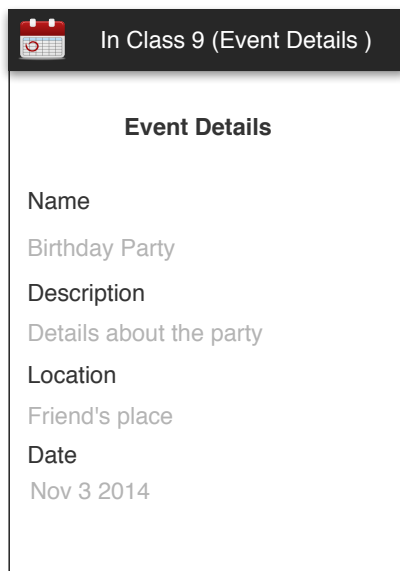 In Class 9 (Event Details )
Event Details
Name
Birthday Party
Description
Details about the party
Location
Friend's place
Date
Nov 3 2014